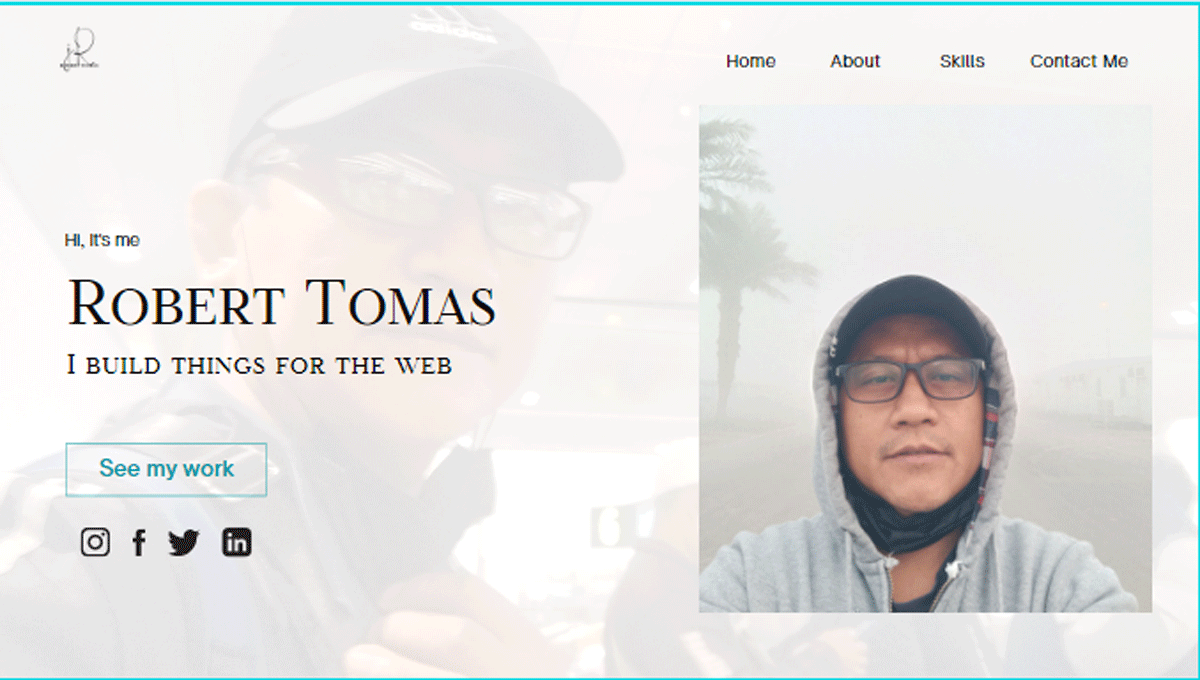 Home About Skills Contact Me
Hi, It's me
Robert Tomas
I build things for the web
See my work